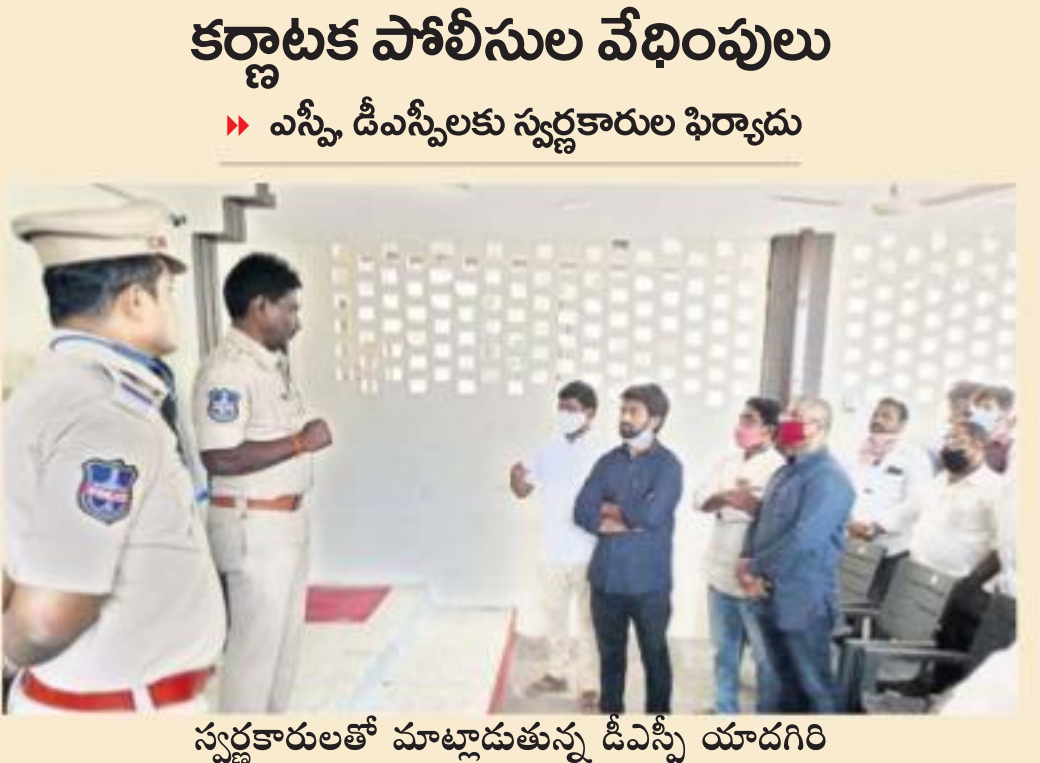 కర్ణాటక పోలీసుల వేధింపులు
ఎస్పీ, డీఎస్పీలకు స్వర్ణకారుల ఫిర్యాదు
స్వర్ణకారులతో మాట్లాడుతున్న డీఎస్పీ యాదగిరి